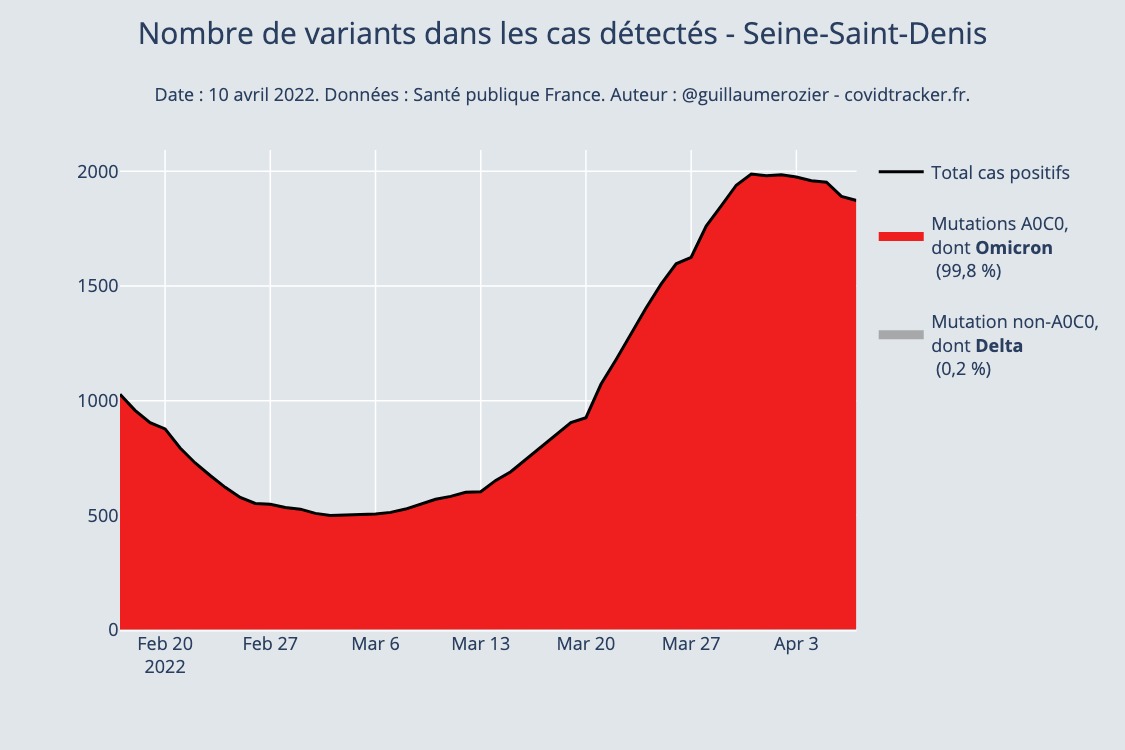 Nombre de variants dans les cas détectés - Seine-Saint-Denis
Date : 10 avril 2022. Données : Santé publique France. Auteur : @guillaumerozier - covidtracker.fr.
2000
1500
1000
500
0
Feb 20
2022
Feb 27
Mar 6
Mar 13
Mar 20
Mar 27
Apr 3
Total cas positifs
Mutations A0C0,
dont Omicron
(99,8 %)
Mutation non-A0C0,
dont Delta
(0,2 %)